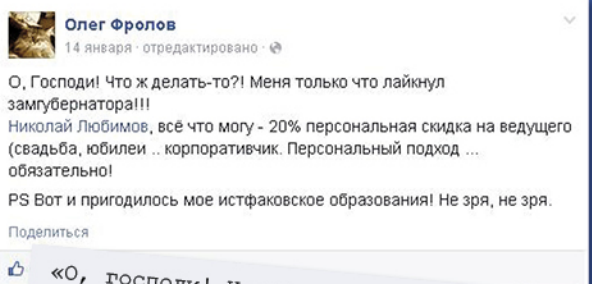 Олег Фролов
14 января · отредактировано ·
О, Господи! Что ж делать-то?! Меня только что лайкнул
замгубернатора!!!
Николай Любимов, всё что могу - 20% персональная скидка на ведущего
(свадьба, юбилеи .. корпоративчик. Персональный подход ...
обязательно!
PS Вот и пригодилось мое истфаковское образования! Не зря, не зря.
Поделиться
«О, господи!